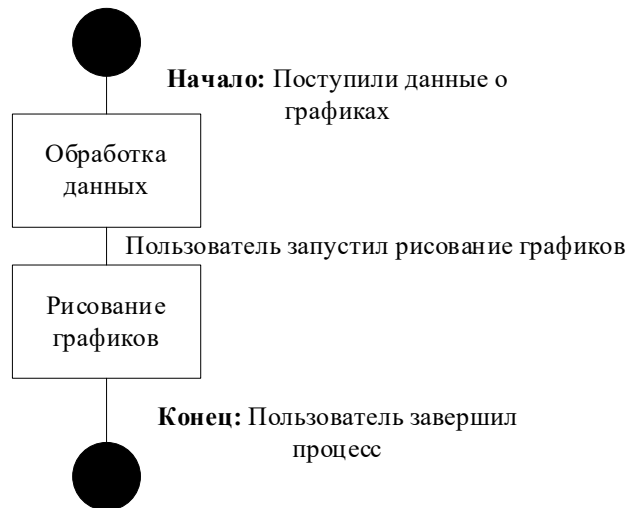 Начало: Поступили данные о
графиках
Обработка
данных
Пользователь запустил рисование графиков
Рисование
графиков
Конец: Пользователь завершил
процесс